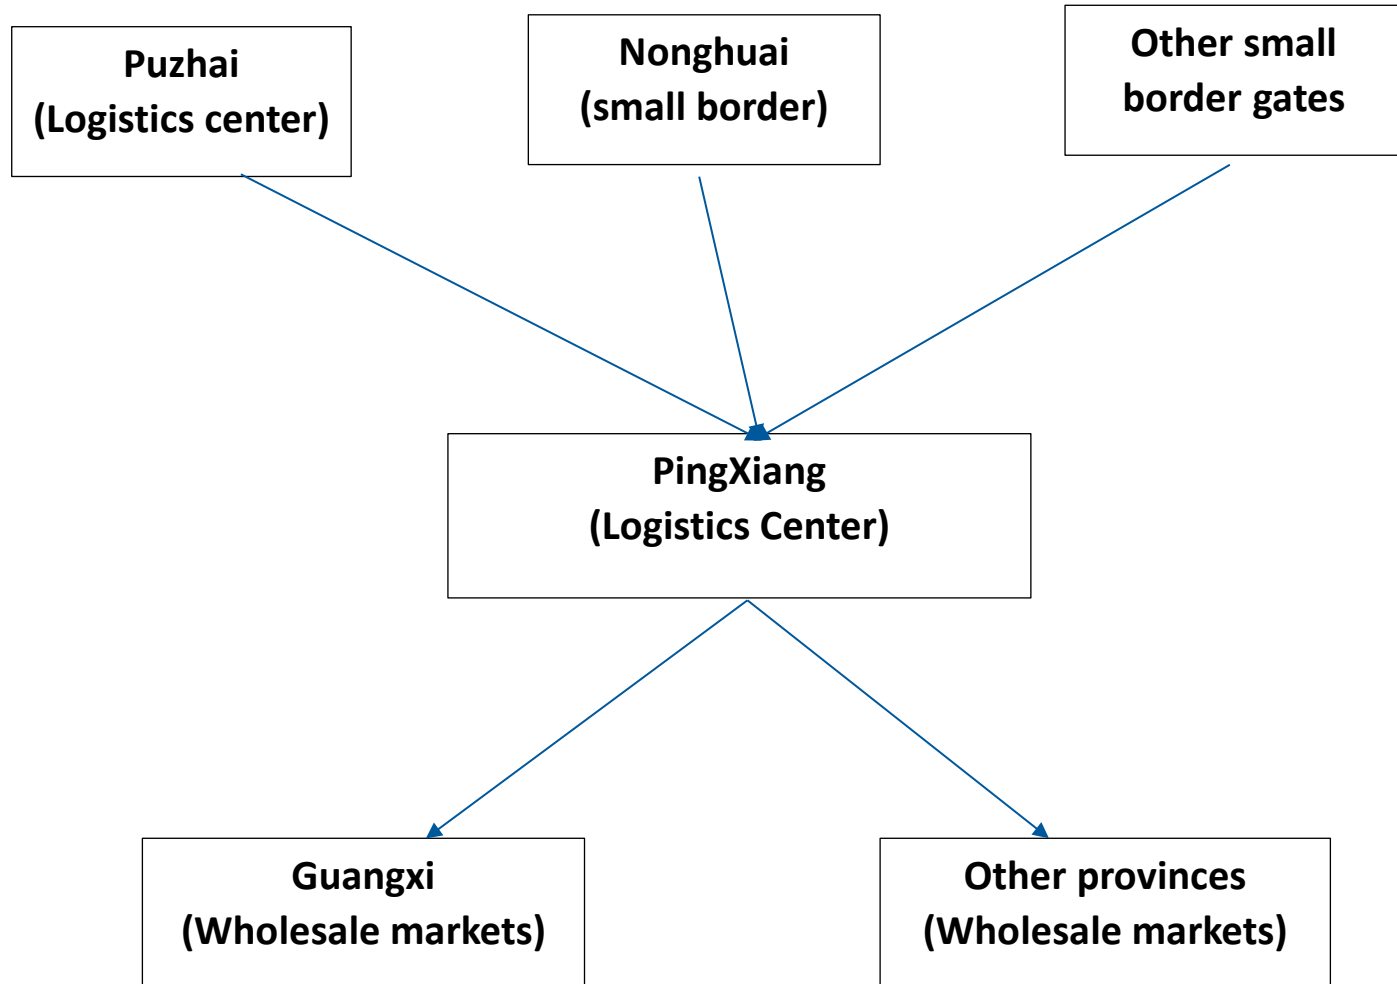 Puzhai
(Logistics center)
Nonghuai
(small border)
Other small
border gates
PingXiang
(Logistics Center)
Guangxi
(Wholesale markets)
Other provinces
(Wholesale markets)